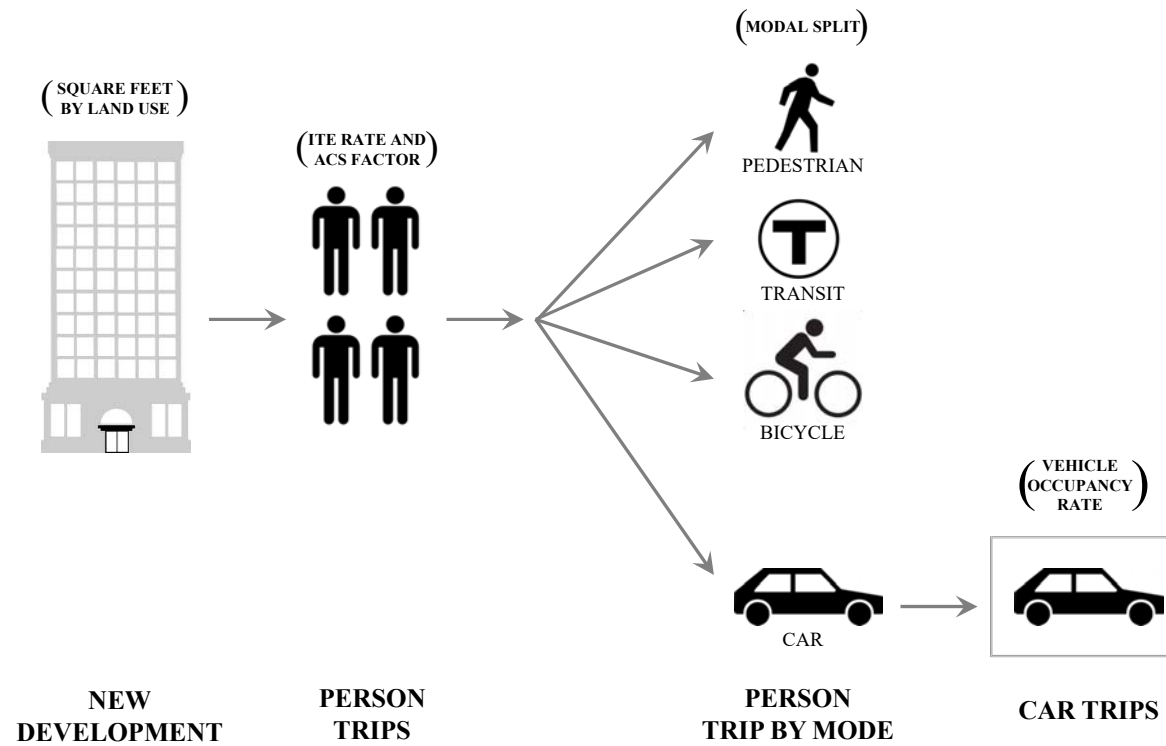 (SQUARE FEET
BY LAND USE)
(ITE RATE AND
ACS FACTOR)
(MODAL SPLIT)
PEDESTRIAN
T
TRANSIT
BICYCLE
CAR
(VEHICLE
OCCUPANCY
RATE)
NEW
DEVELOPMENT
PERSON
TRIPS
PERSON
TRIP BY MODE
CAR TRIPS